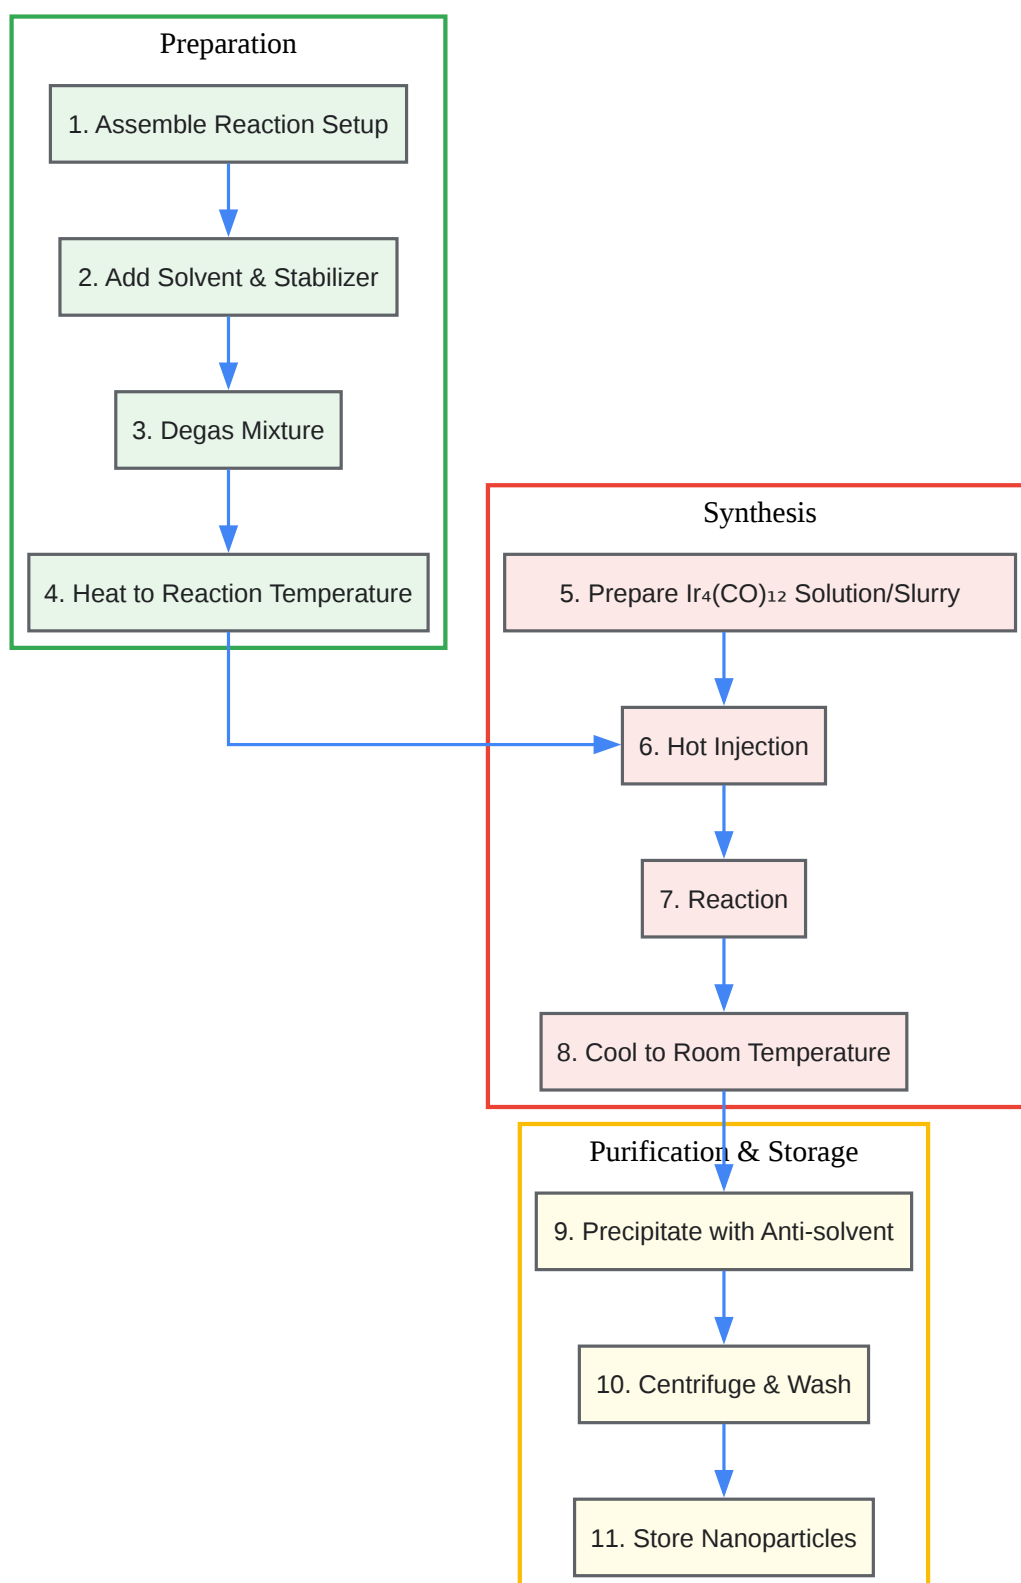 Preparation
1. Assemble Reaction Setup
2. Add Solvent & Stabilizer
3. Degas Mixture
4. Heat to Reaction Temperature
Synthesis
5. Prepare Ir₄(CO)₁₂ Solution/Slurry
6. Hot Injection
7. Reaction
8. Cool to Room Temperature
Purification & Storage
9. Precipitate with Anti-solvent
10. Centrifuge & Wash
11. Store Nanoparticles